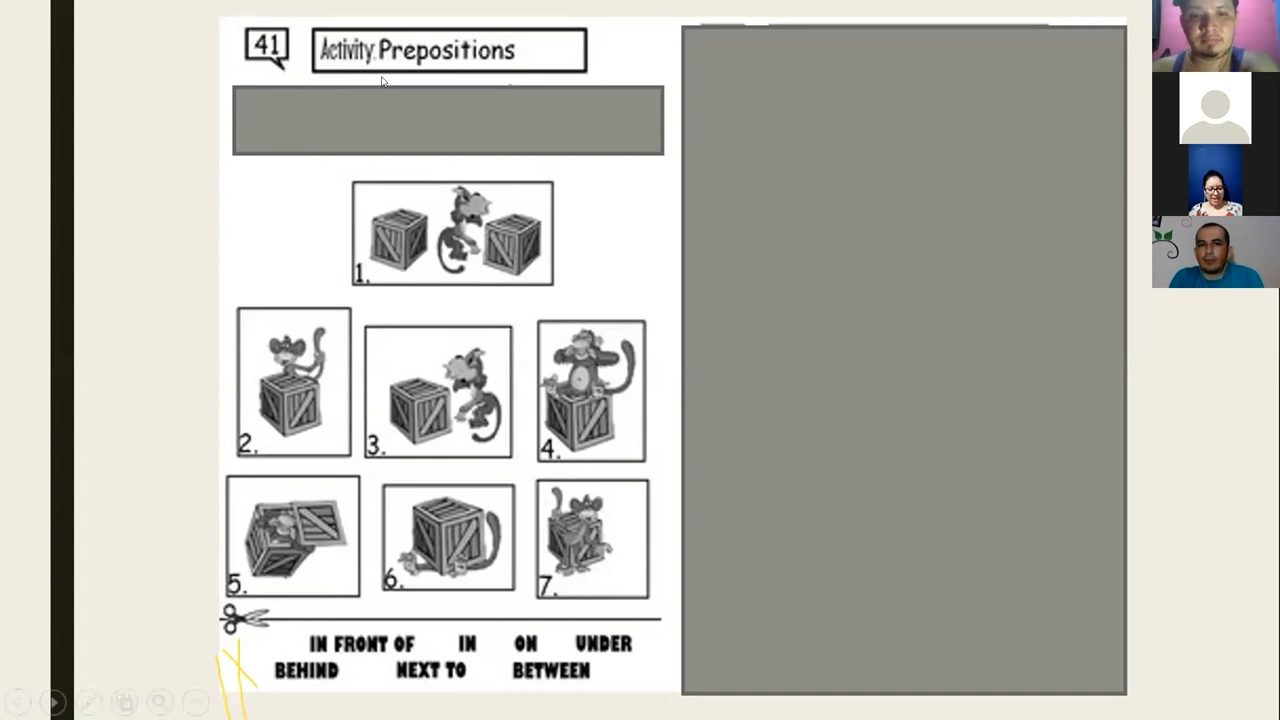 41
Activity: Prepositions
1.
2.
3.
4.
5.
6.
7.
IN FRONT OF IN ON UNDER
BEHIND NEXT TO BETWEEN